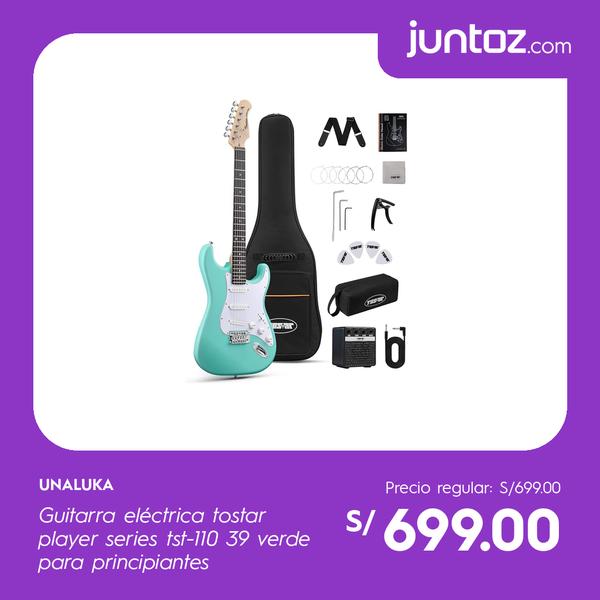 juntoz.com
UNALUKA
Guitarra eléctrica tostar
player series tst-110 39 verde
para principiantes
Precio regular: S/699.00
S/ 699.00